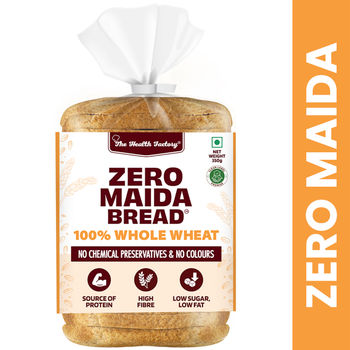 The Health Factory
NET
WEIGHT
350g
ZERO
MAIDA
BREAD
100% WHOLE WHEAT
NO CHEMICAL PRESERVATIVES & NO COLOURS
SOURCE OF
PROTEIN
HIGH
FIBRE
LOW SUGAR,
LOW FAT
ZERO MAIDA